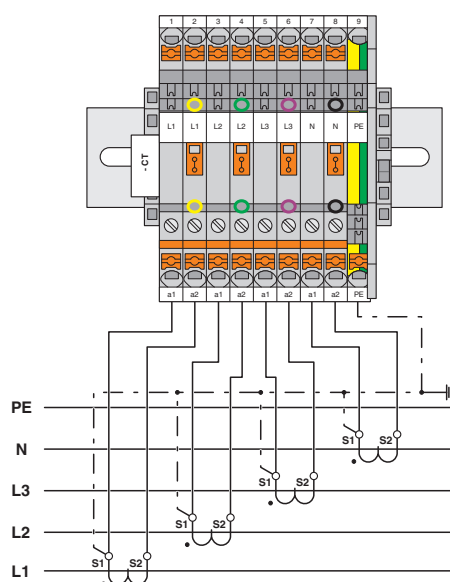 1 2 3 4 5 6 7 8 9
L1 L1 L2 L2 L3 L3 N N PE
- CT
a1 a2 a1 a2 a1 a2 a1 a2 PE
PE
S1 S2
N
S1 S2
L3
S1 S2
L2
S1 S2
L1